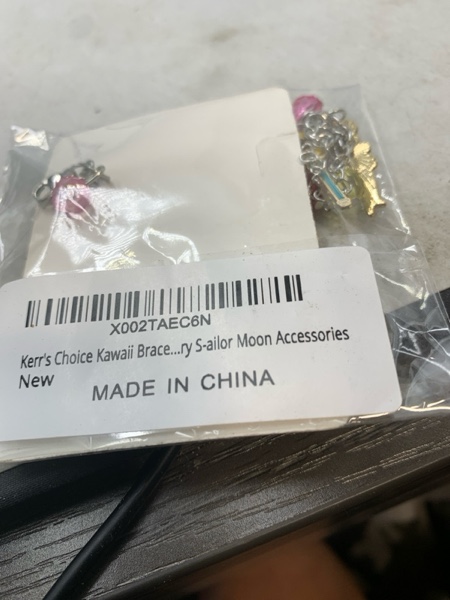 X002TAEC6N
Kerr's Choice Kawaii Brace...ry S-ailor Moon Accessories
New
MADE IN CHINA